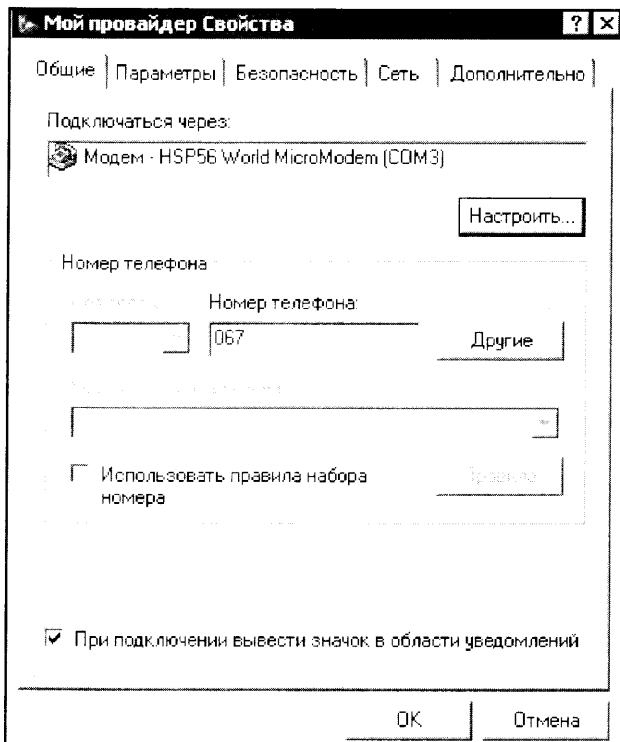 Мой провайдер Свойства
Общие Параметры Безопасность Сеть Дополнительно
Подключаться через:
Модем - HSP56 World MicroModem (COM3)
Настроить...
Номер телефона
Номер телефона:
067
Другие
Использовать правила набора
номера
При подключении вывести значок в области уведомлений
OK Отмена